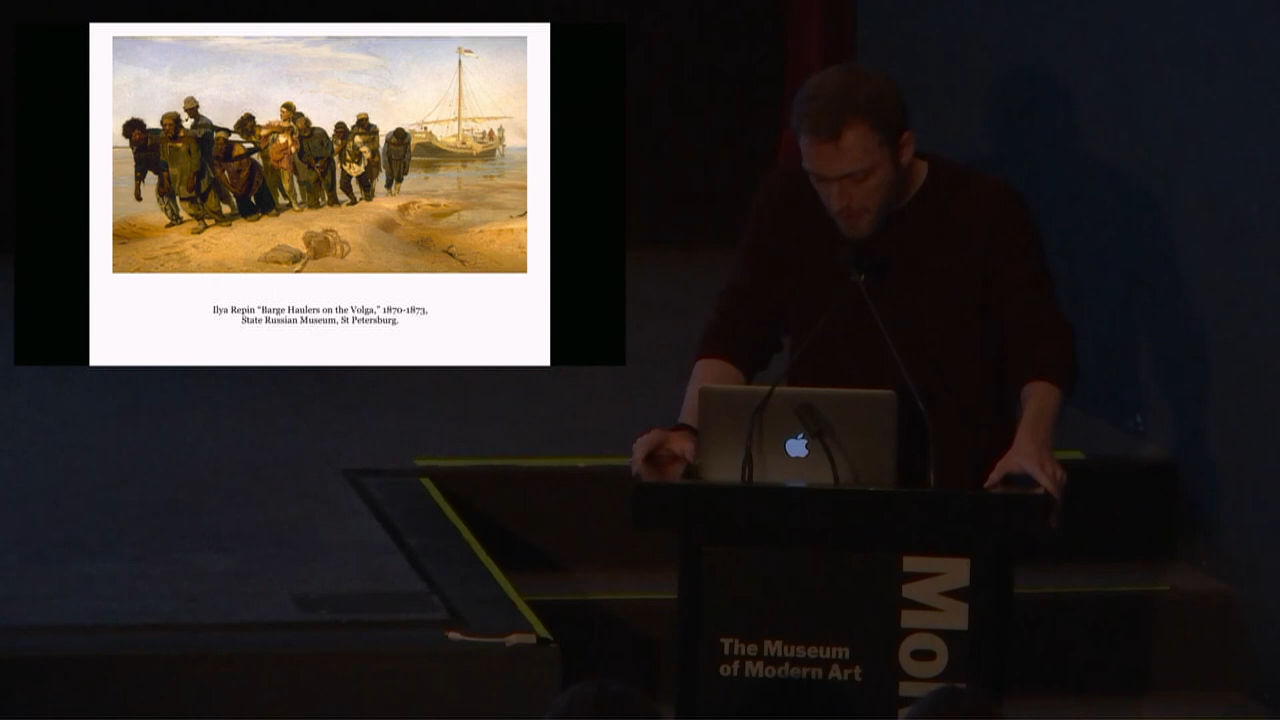 Ilya Repin “Barge Haulers on the Volga,” 1870-1873,
State Russian Museum, St Petersburg.
The Museum
of Modern Art